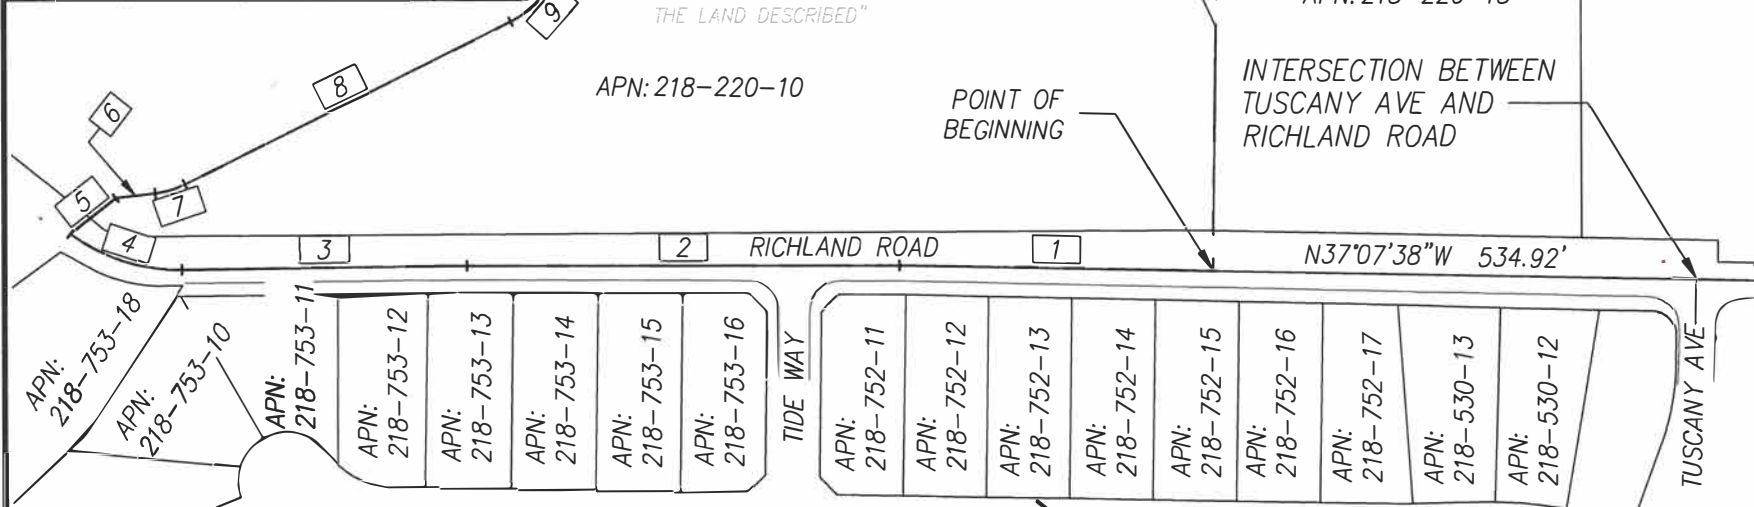 THE LAND DESCRIBED"
9
8
APN: 218-220-10
6
POINT OF
BEGINNING
INTERSECTION BETWEEN
TUSCANY AVE AND
RICHLAND ROAD
5
7
4
3
2
RICHLAND ROAD
1
N37°07'38"W 534.92'
APN:
218-753-18
APN:
218-753-10
APN:
218-753-11
APN:
218-753-12
APN:
218-753-13
APN:
218-753-14
APN:
218-753-15
APN:
218-753-16
TIDE WAY
APN:
218-752-11
APN:
218-752-12
APN:
218-752-13
APN:
218-752-14
APN:
218-752-15
APN:
218-752-16
APN:
218-752-17
APN:
218-530-13
APN:
218-530-12
TUSCANY AVE